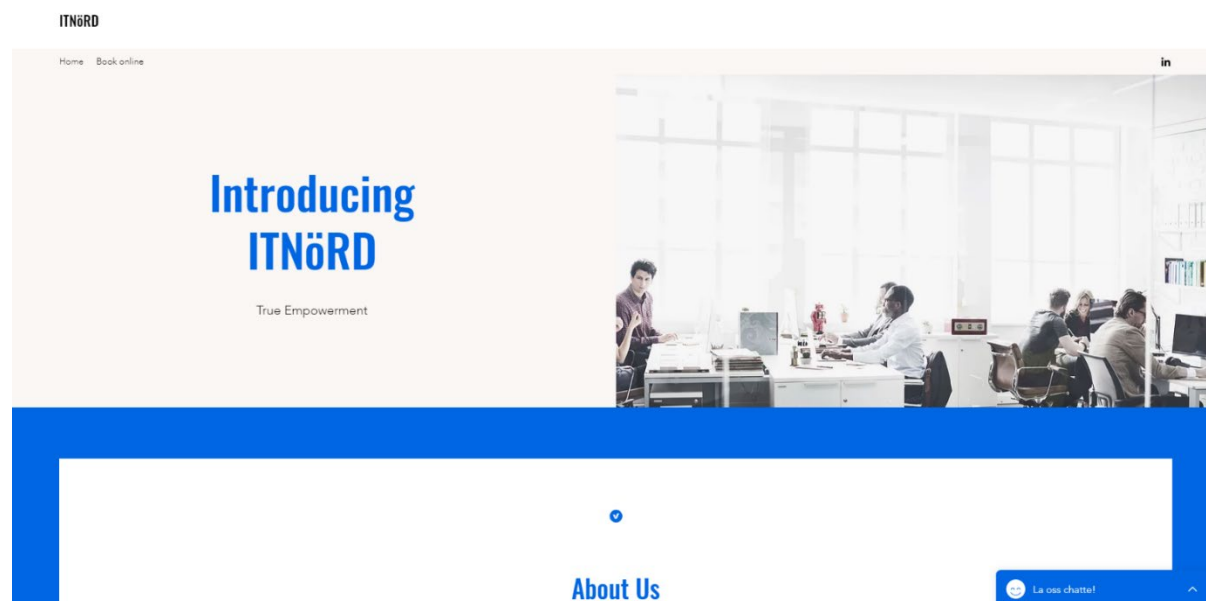 ITNöRD
Home Book online
in
Introducing
ITNöRD
True Empowerment
About Us
La oss chatte!